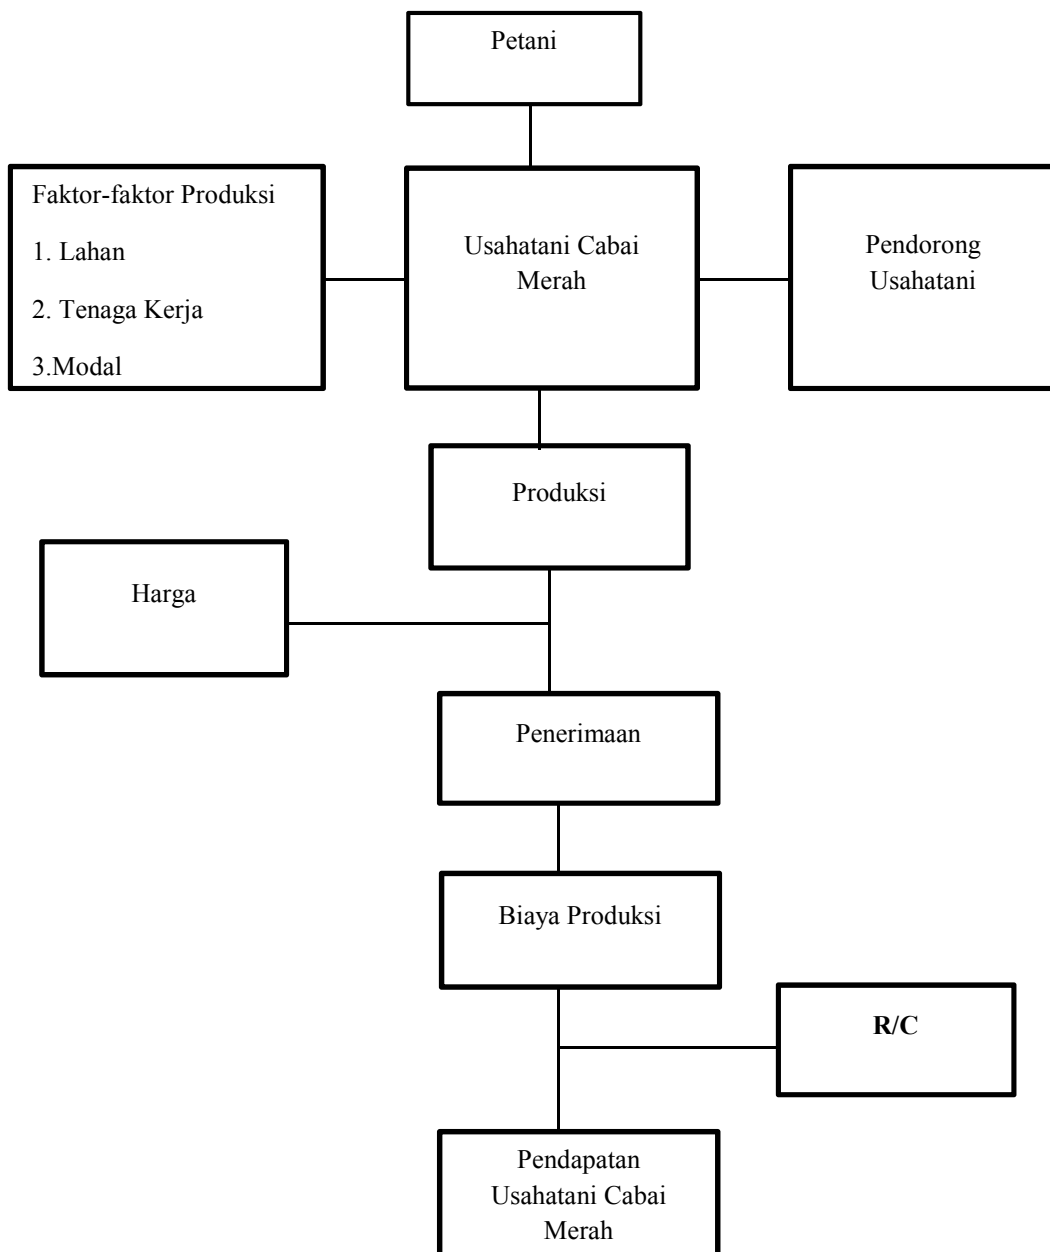 Petani
Faktor-faktor Produksi
1. Lahan
2. Tenaga Kerja
3.Modal
Usahatani Cabai
Merah
Pendorong
Usahatani
Produksi
Harga
Penerimaan
Biaya Produksi
R/C
Pendapatan
Usahatani Cabai
Merah